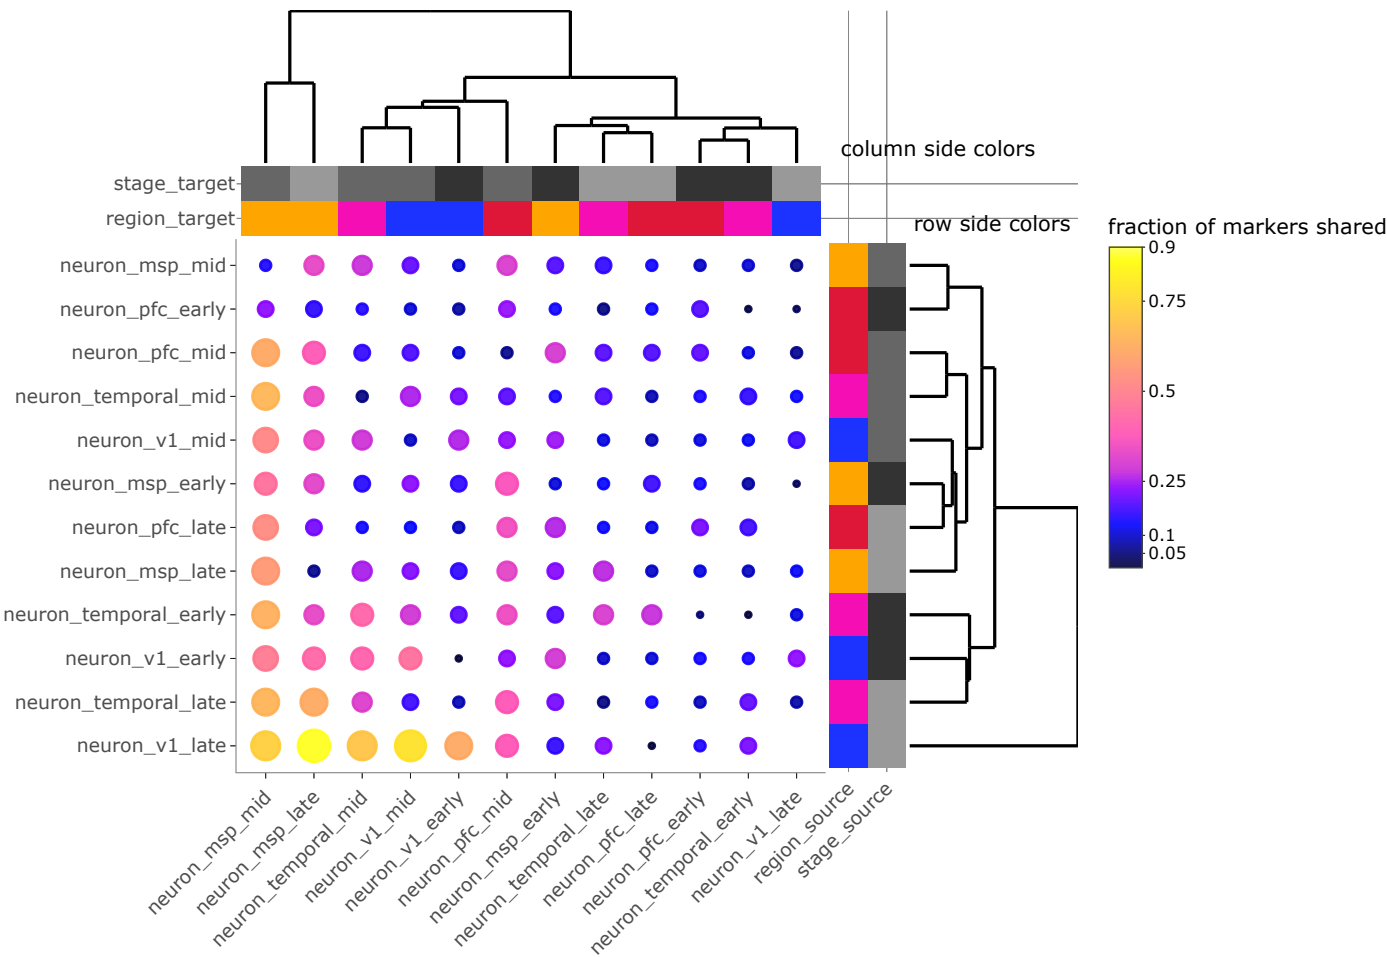 column side colors
stage_target
region_target
row side colors
fraction of markers shared
0.9
0.75
0.5
0.25
0.1
0.05
neuron_msp_mid
neuron_pfc_early
neuron_pfc_mid
neuron_temporal_mid
neuron_v1_mid
neuron_msp_early
neuron_pfc_late
neuron_msp_late
neuron_temporal_early
neuron_v1_early
neuron_temporal_late
neuron_v1_late
neuron_msp_mid
neuron_msp_late
neuron_temporal_mid
neuron_v1_mid
neuron_v1_early
neuron_pfc_mid
neuron_msp_early
neuron_temporal_late
neuron_pfc_late
neuron_pfc_early
neuron_temporal_early
neuron_v1_late
region_source
stage_source